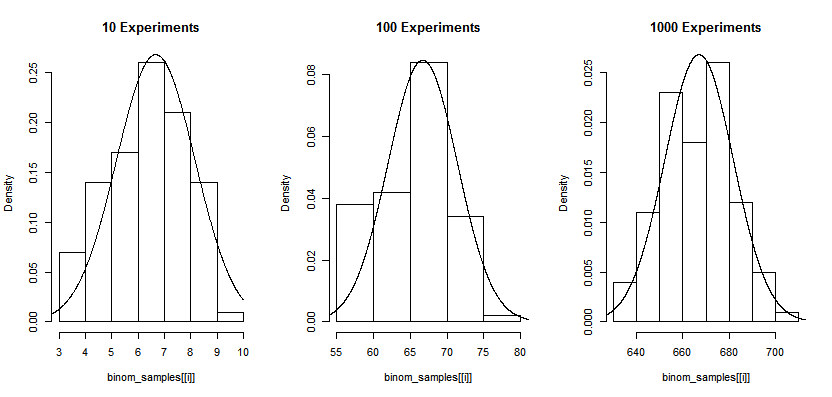 10 Experiments
Density
0.00 0.05 0.10 0.15 0.20 0.25
3 4 5 6 7 8 9 10
binom_samples[[i]]
100 Experiments
Density
0.00 0.02 0.04 0.06 0.08
55 60 65 70 75 80
binom_samples[[i]]
1000 Experiments
Density
0.000 0.005 0.010 0.015 0.020 0.025
640 660 680 700
binom_samples[[i]]